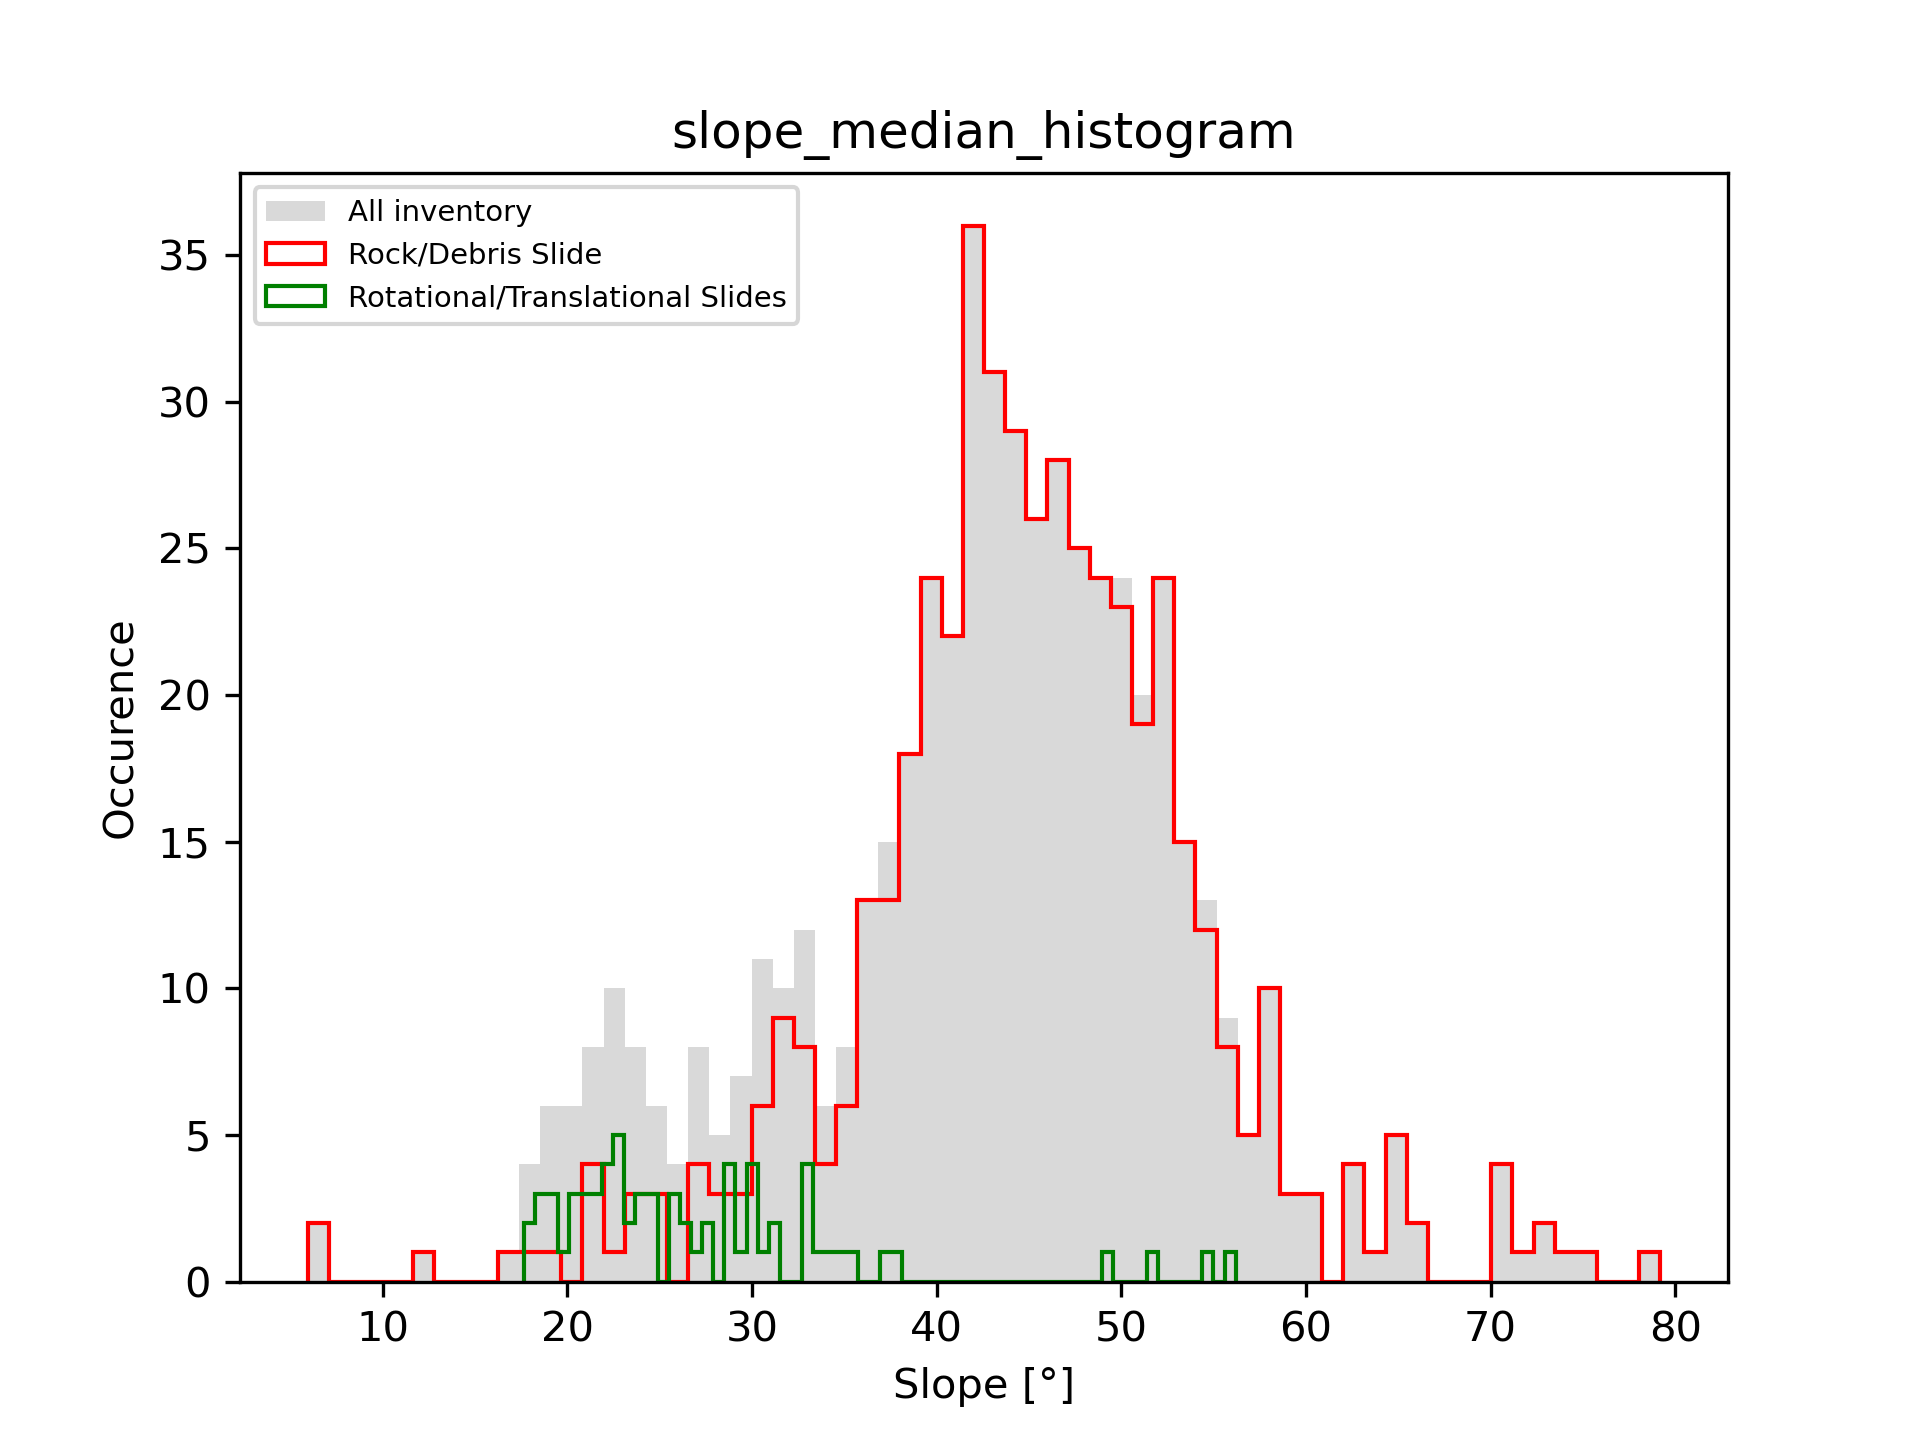 slope_median_histogram
All inventory
Rock/Debris Slide
Rotational/Translational Slides
35
30
25
20
15
10
5
0
Occurence
10 20 30 40 50 60 70 80
Slope [°]